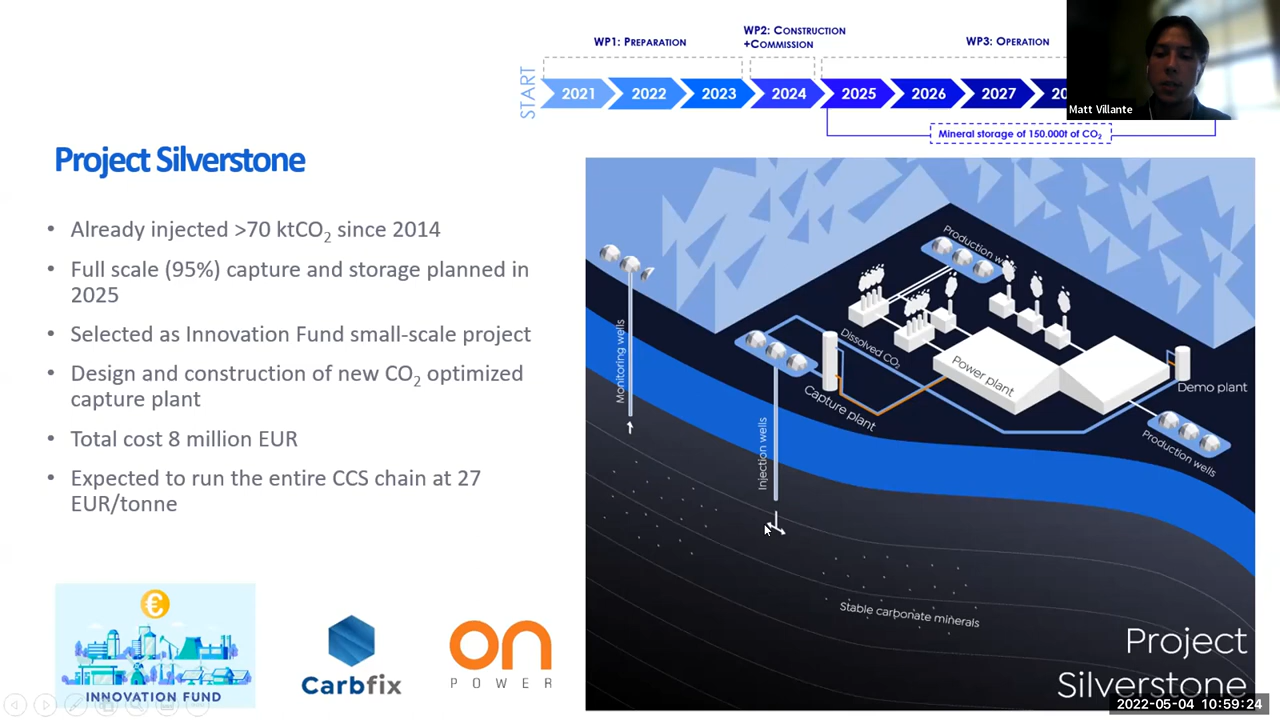 WP1: PREPARATION
WP2: CONSTRUCTION
+COMMISSION
WP3: OPERATION
START
2021
2022
2023
2024
2025
2026
2027
Mineral storage of 150.000t of CO₂
Matt Villante
Project Silverstone
• Already injected >70 ktCO₂ since 2014
• Full scale (95%) capture and storage planned in
2025
• Selected as Innovation Fund small-scale project
• Design and construction of new CO₂ optimized
capture plant
• Total cost 8 million EUR
• Expected to run the entire CCS chain at 27
EUR/tonne
Production
Monitoring wells
Dissolved CO₂
Power plant
Demo plant
Capture plant
Production wells
Injection wells
Stable carbonate minerals
Project
Silverstone
INNOVATION FUND
Carbfix
on
POWER
2022-05-04 10:59:24